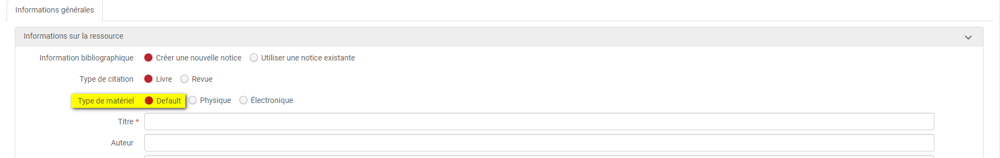 Informations générales
Informations sur la ressource
Information bibliographique Créer une nouvelle notice Utiliser une notice existante
Type de citation Livre Revue
Type de matériel Default Physique Électronique
Titre *
Auteur